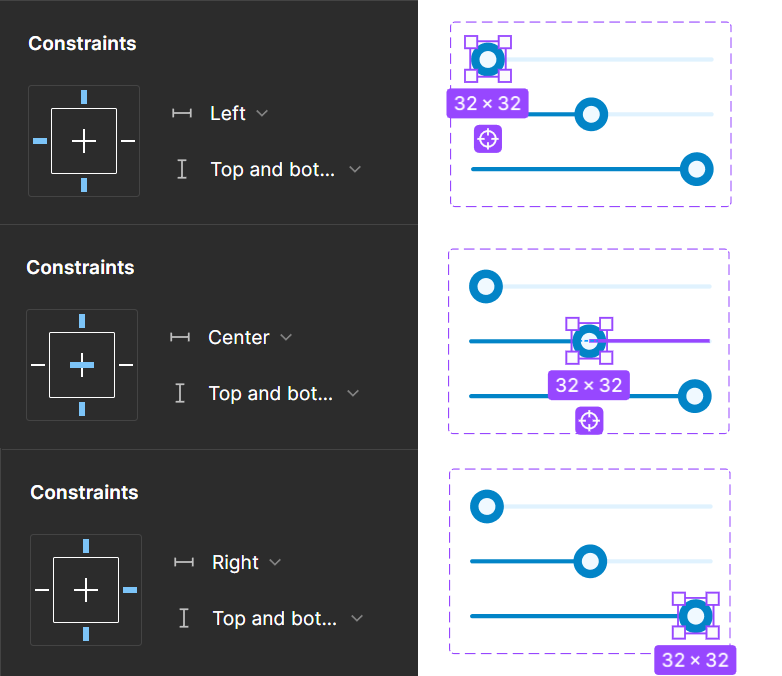 Constraints
Left
Top and bot...
32 × 32
Constraints
Center
Top and bot...
32 × 32
Constraints
Right
Top and bot...
32 × 32